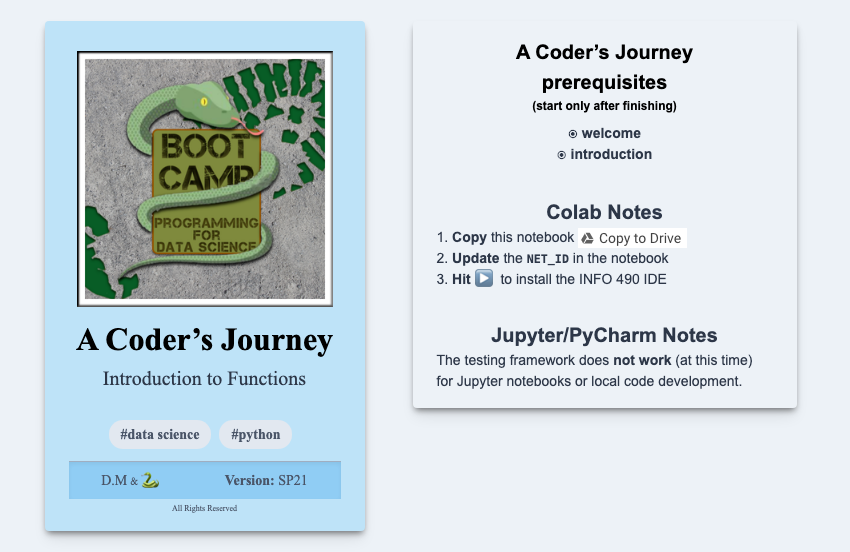 BOOT
CAMP
PROGRAMMING
FOR
DATA SCIENCE
A Coder’s Journey
Introduction to Functions
#data science #python
D.M & Version: SP21
All Rights Reserved
A Coder’s Journey
prerequisites
(start only after finishing)
welcome
introduction
Colab Notes
1. Copy this notebook Copy to Drive
2. Update the NET_ID in the notebook
3. Hit to install the INFO 490 IDE
Jupyter/PyCharm Notes
The testing framework does not work (at this time)
for Jupyter notebooks or local code development.